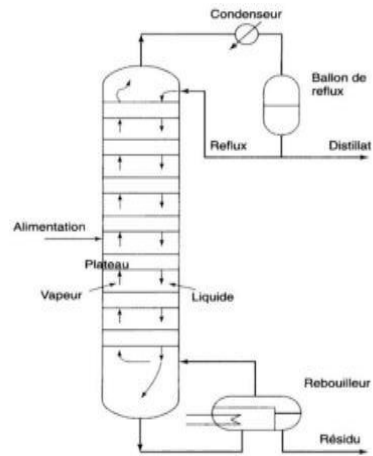 Condenseur
Ballon de
reflux
Reflux
Distillat
Alimentation
Plateau
Vapeur
Liquide
Rebouilleur
Résidu